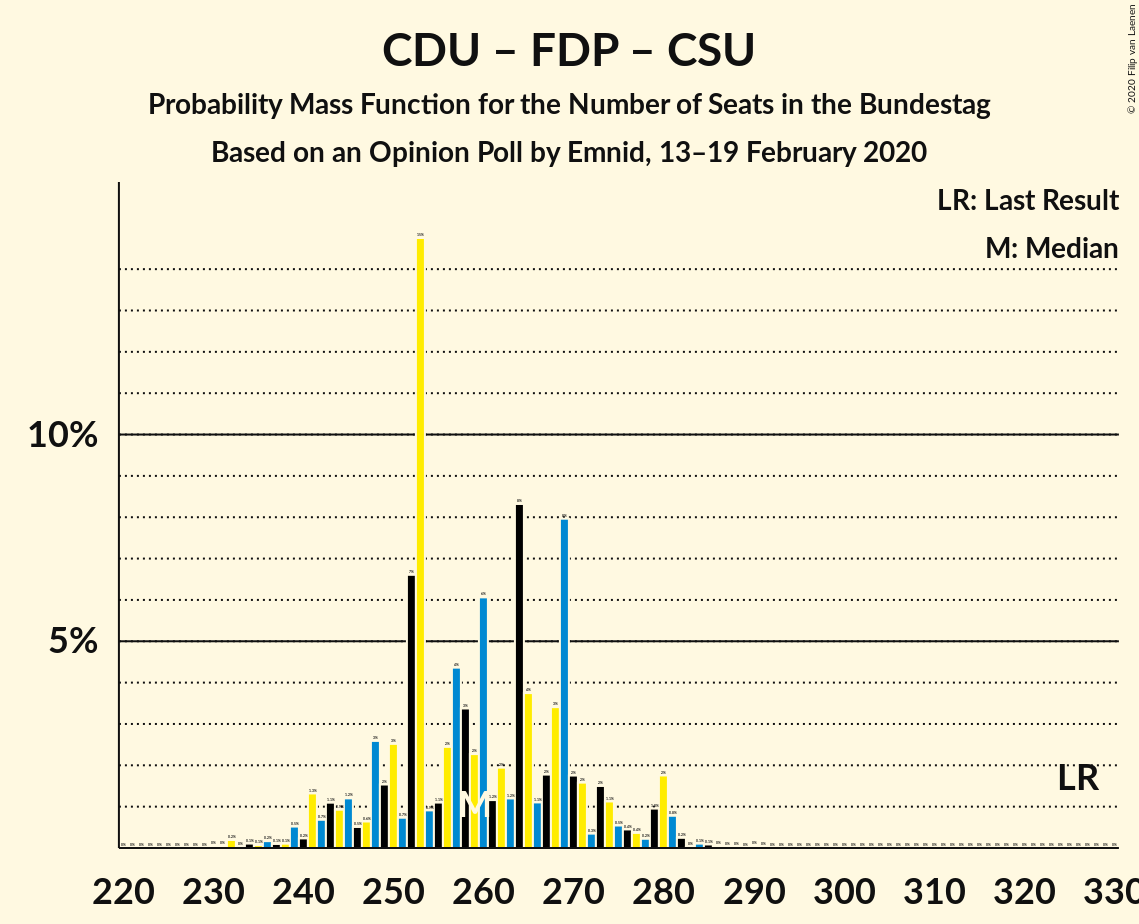 CDU – FDP – CSU
Probability Mass Function for the Number of Seats in the Bundestag
Based on an Opinion Poll by Emnid, 13–19 February 2020
© 2020 Filip van Laenen
LR: Last Result
M: Median
10%
5%
LR
M
220 230 240 250 260 270 280 290 300 310 320 330